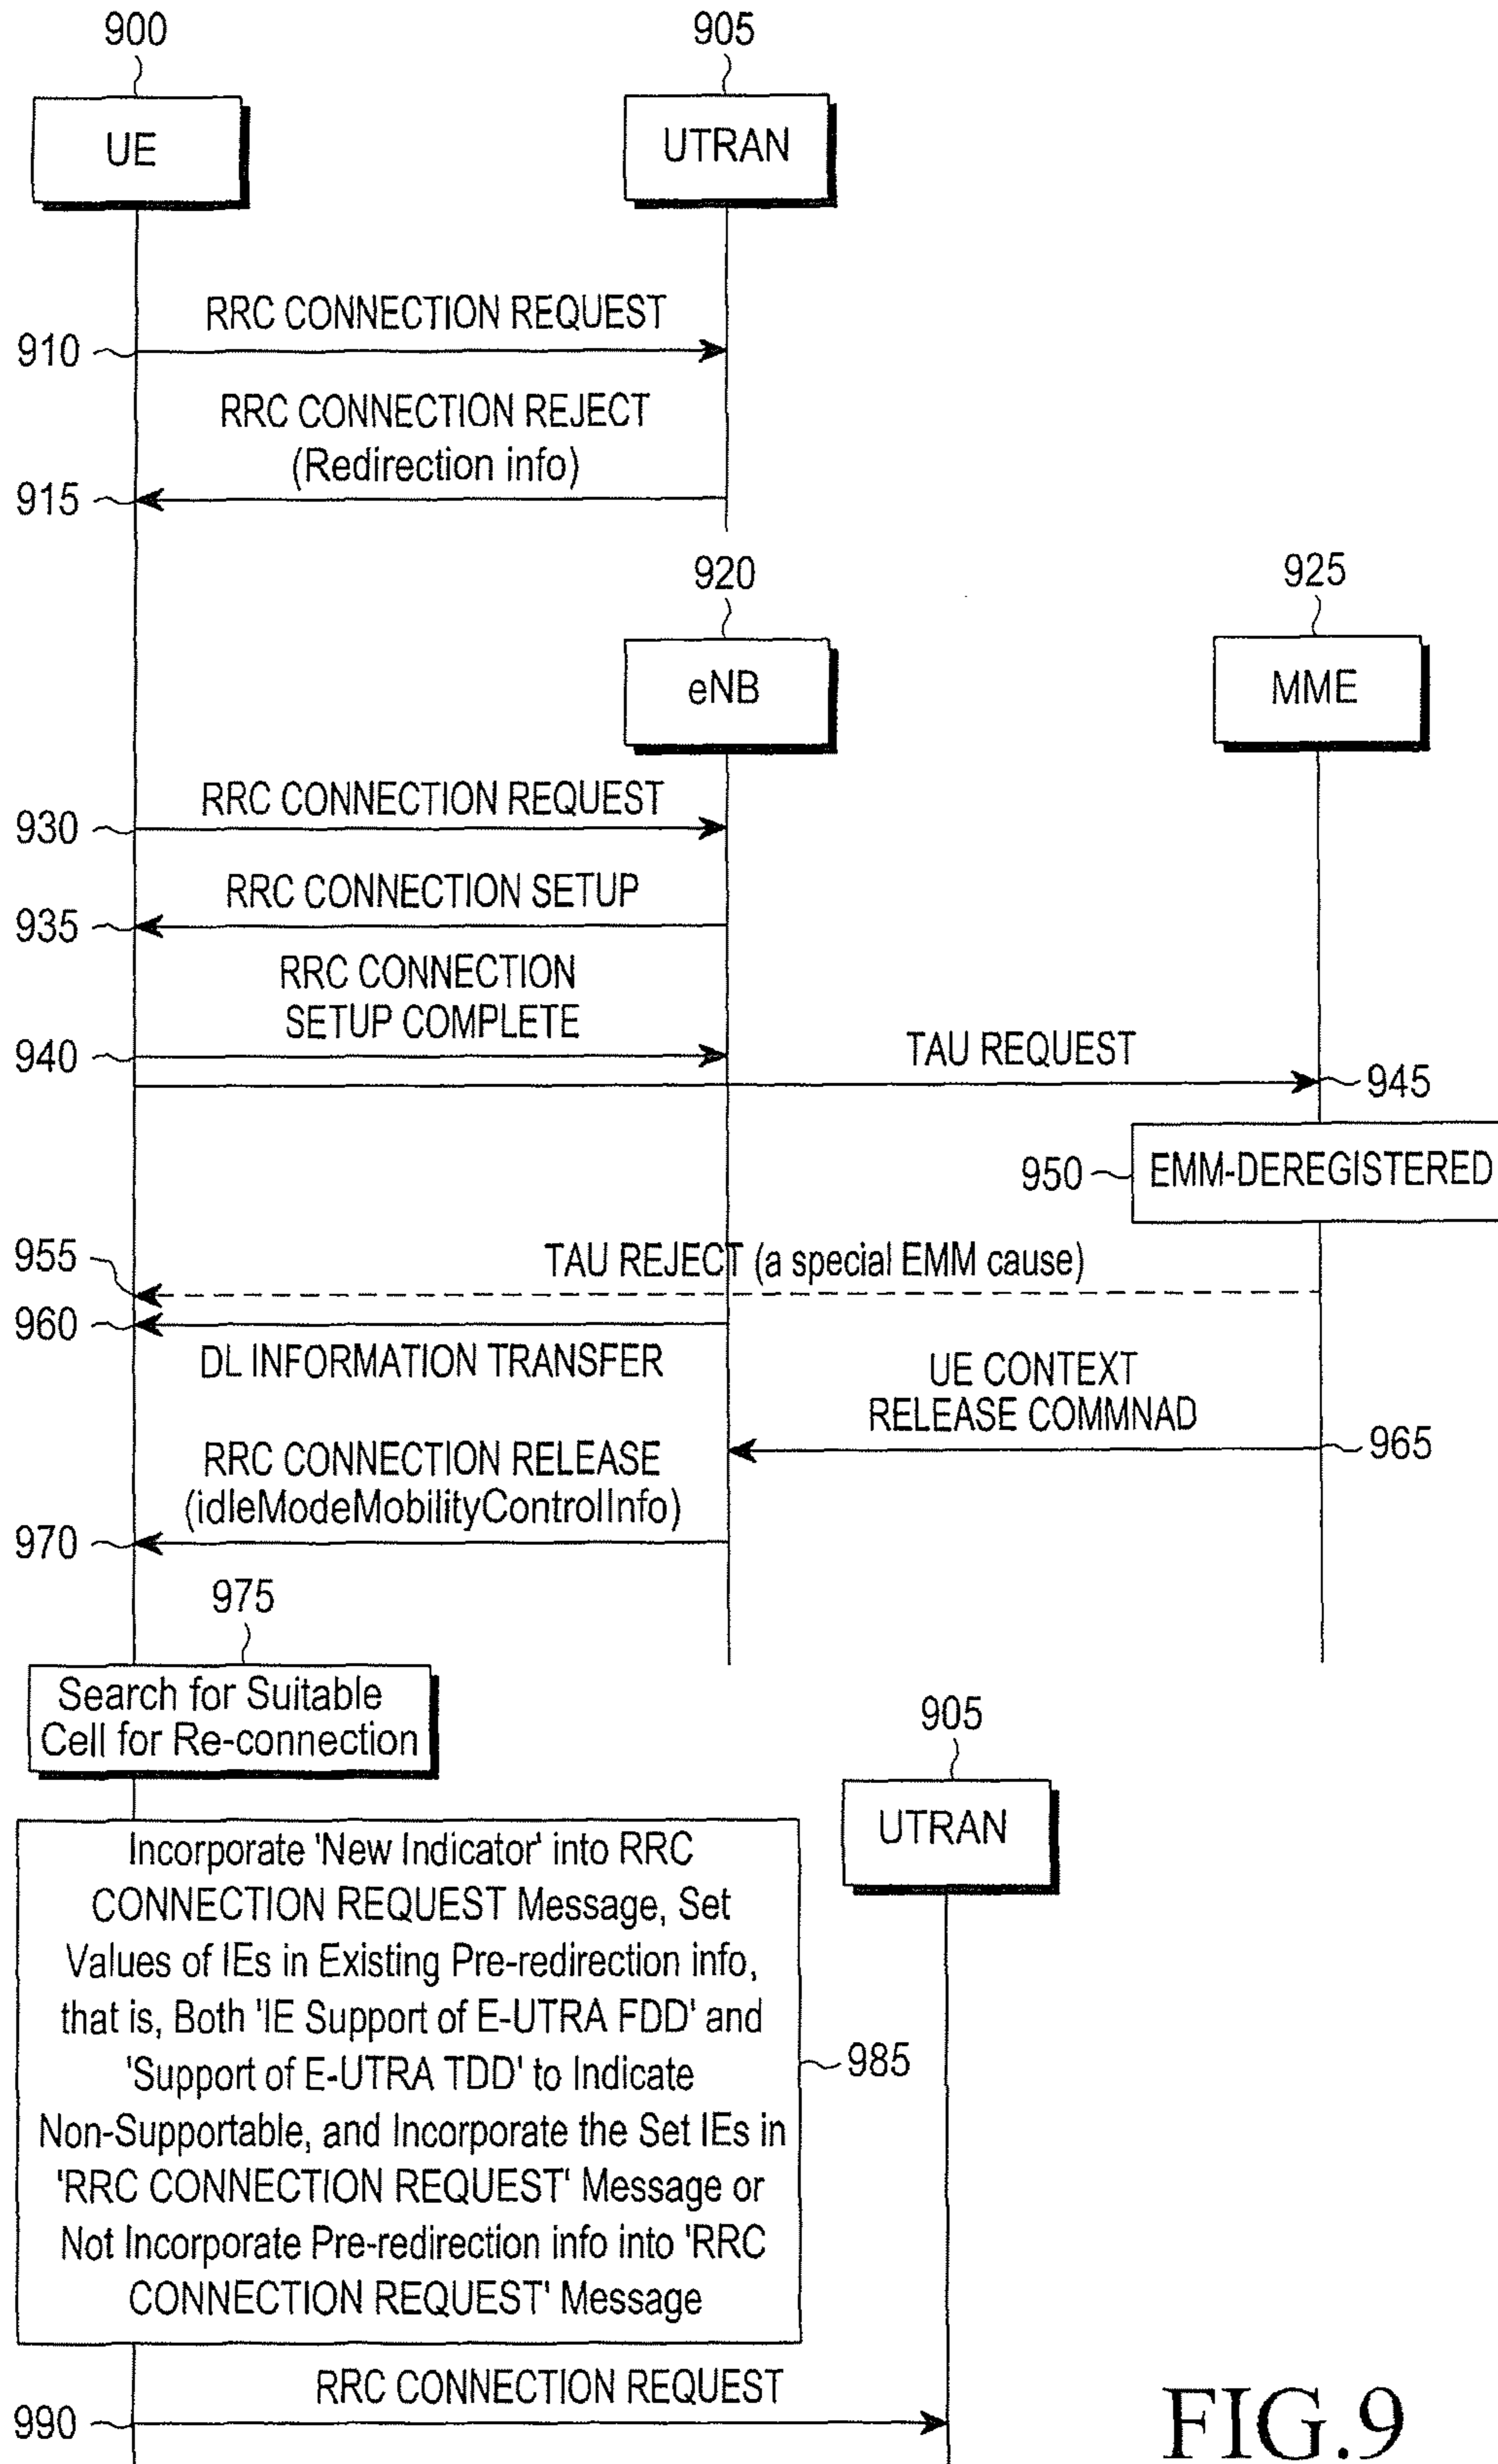 900
905
UE
UTRAN
RRC CONNECTION REQUEST
910
RRC CONNECTION REJECT
(Redirection info)
915
920
925
eNB
MME
RRC CONNECTION REQUEST
930
RRC CONNECTION SETUP
935
RRC CONNECTION
SETUP COMPLETE
940
TAU REQUEST
945
950
EMM-DEREGISTERED
955
TAU REJECT (a special EMM cause)
960
DL INFORMATION TRANSFER
UE CONTEXT
RELEASE COMMNAD
965
RRC CONNECTION RELEASE
(idleModeMobilityControlInfo)
970
975
Search for Suitable
Cell for Re-connection
905
UTRAN
Incorporate 'New Indicator' into RRC
CONNECTION REQUEST Message, Set
Values of IEs in Existing Pre-redirection info,
that is, Both 'IE Support of E-UTRA FDD' and
'Support of E-UTRA TDD' to Indicate
Non-Supportable, and Incorporate the Set IEs in
'RRC CONNECTION REQUEST' Message or
Not Incorporate Pre-redirection info into 'RRC
CONNECTION REQUEST' Message
985
RRC CONNECTION REQUEST
990
FIG.9